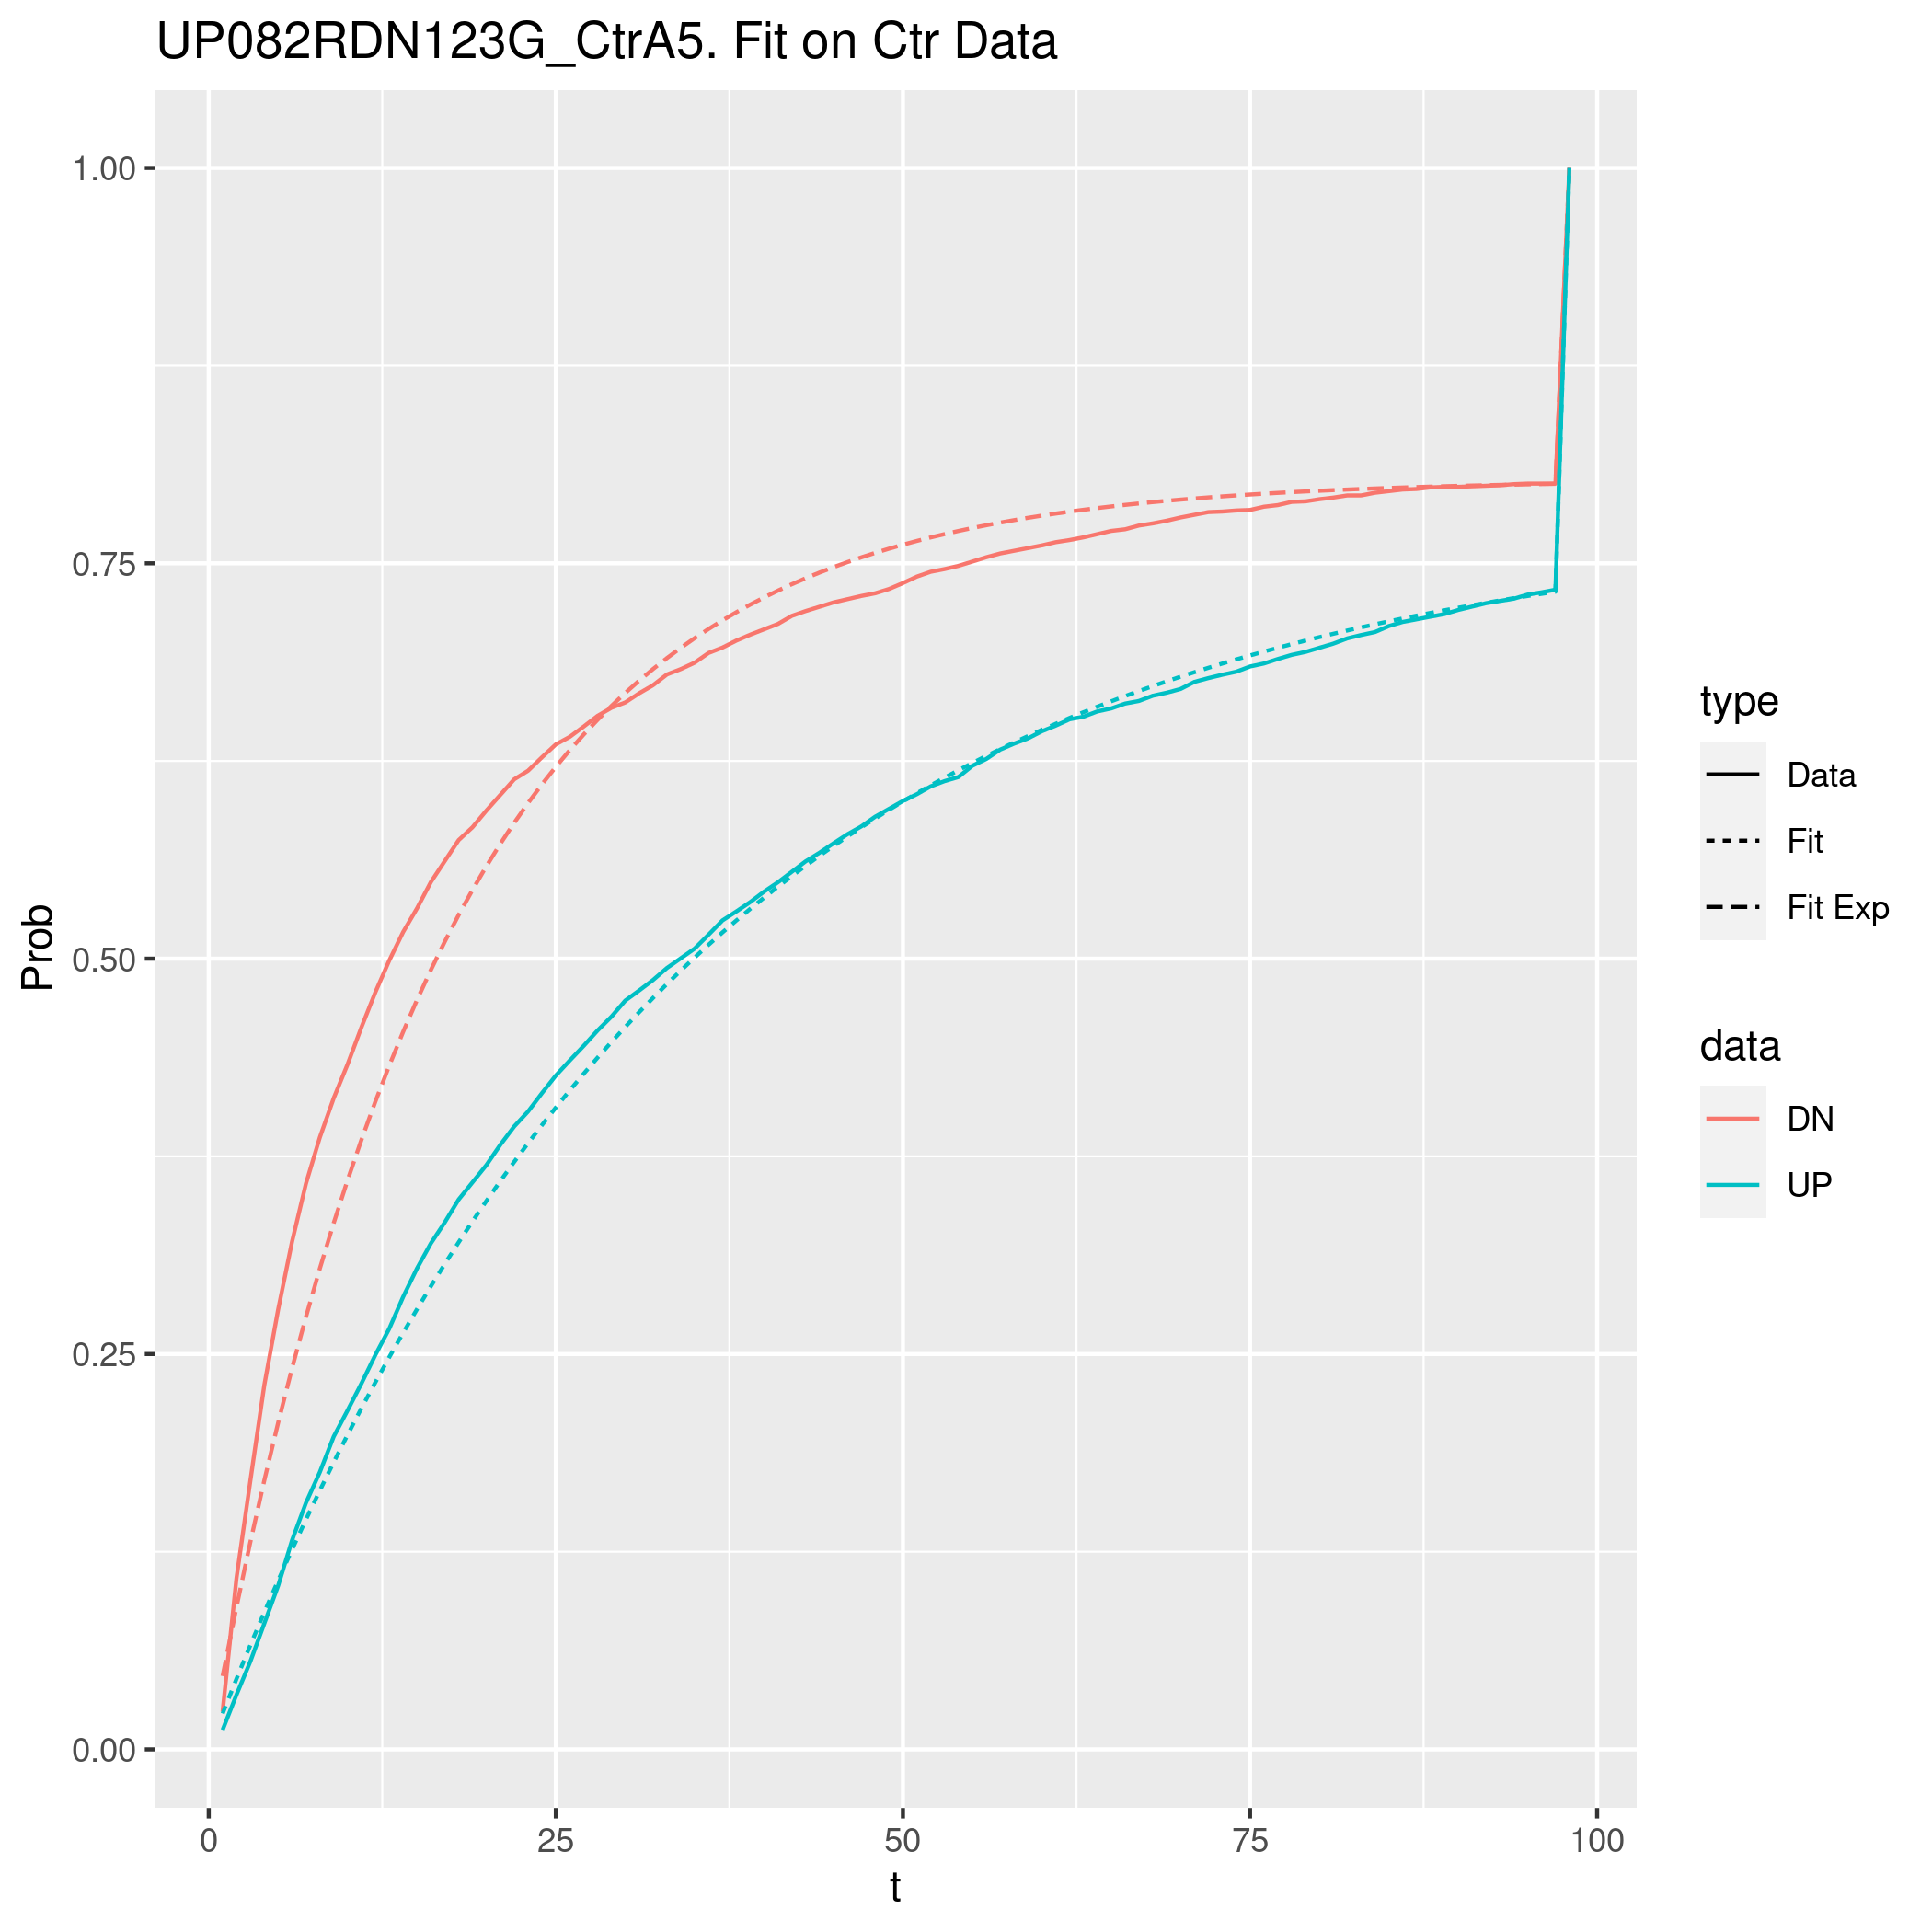 UP082RDN123G_CtrA5. Fit on Ctr Data
1.00
0.75
0.50
0.25
0.00
Prob
0 25 50 75 100
t
type
Data
Fit
Fit Exp
data
DN
UP